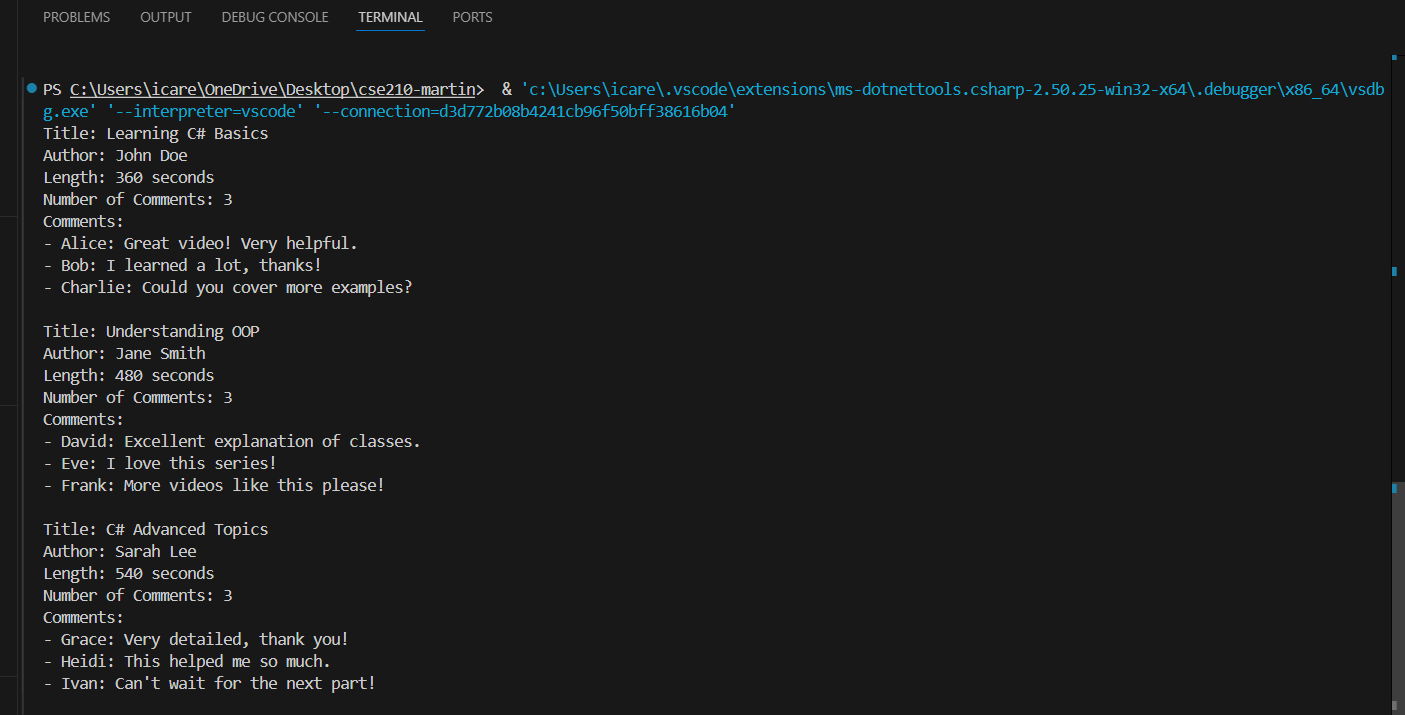 PROBLEMS OUTPUT DEBUG CONSOLE TERMINAL PORTS
PS C:\Users\icare\OneDrive\Desktop\cse210-martin>  & 'c:\Users\icare\.vscode\extensions\ms-dotnettools.csharp-2.50.25-win32-x64\.debugger\x86_64\vsdb
g.exe' '--interpreter=vscode' '--connection=d3d772b08b4241cb96f50bff38616b04'
Title: Learning C# Basics
Author: John Doe
Length: 360 seconds
Number of Comments: 3
Comments:
- Alice: Great video! Very helpful.
- Bob: I learned a lot, thanks!
- Charlie: Could you cover more examples?
Title: Understanding OOP
Author: Jane Smith
Length: 480 seconds
Number of Comments: 3
Comments:
- David: Excellent explanation of classes.
- Eve: I love this series!
- Frank: More videos like this please!
Title: C# Advanced Topics
Author: Sarah Lee
Length: 540 seconds
Number of Comments: 3
Comments:
- Grace: Very detailed, thank you!
- Heidi: This helped me so much.
- Ivan: Can't wait for the next part!